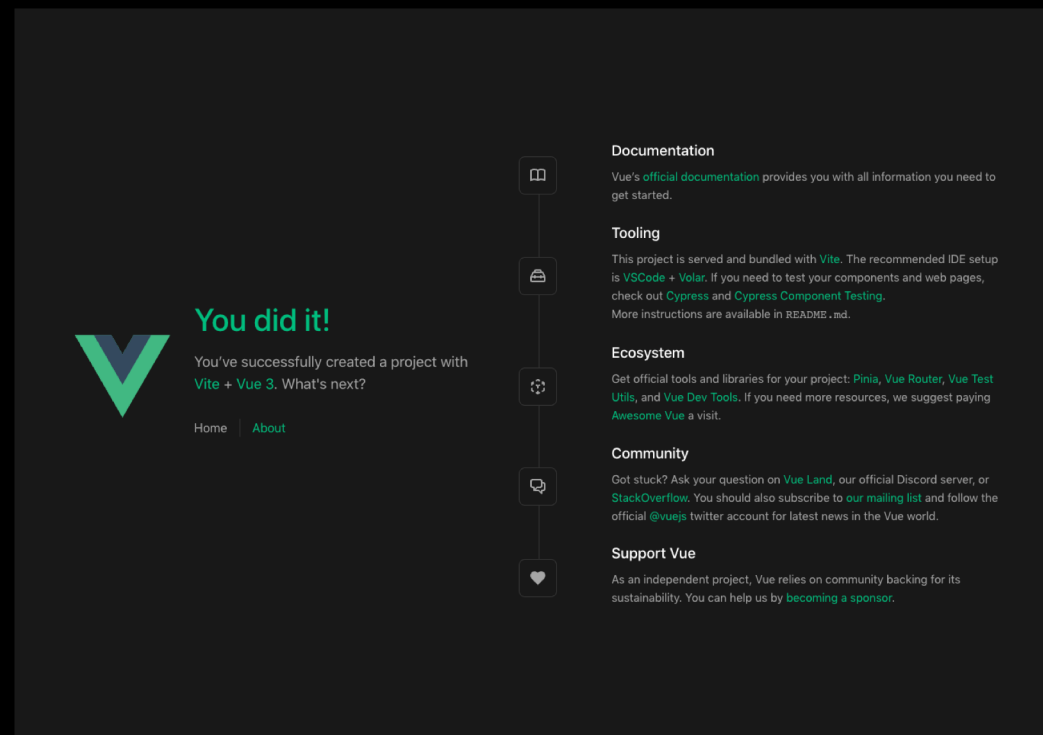 You did it!
You’ve successfully created a project with
Vite + Vue 3. What's next?
Home
About
Documentation
Vue’s official documentation provides you with all information you need to
get started.
Tooling
This project is served and bundled with Vite. The recommended IDE setup
is VSCode + Volar. If you need to test your components and web pages,
check out Cypress and Cypress Component Testing.
More instructions are available in README.md.
Ecosystem
Get official tools and libraries for your project: Pinia, Vue Router, Vue Test
Utils, and Vue Dev Tools. If you need more resources, we suggest paying
Awesome Vue a visit.
Community
Got stuck? Ask your question on Vue Land, our official Discord server, or
StackOverflow. You should also subscribe to our mailing list and follow the
official @vuejs twitter account for latest news in the Vue world.
Support Vue
As an independent project, Vue relies on community backing for its
sustainability. You can help us by becoming a sponsor.